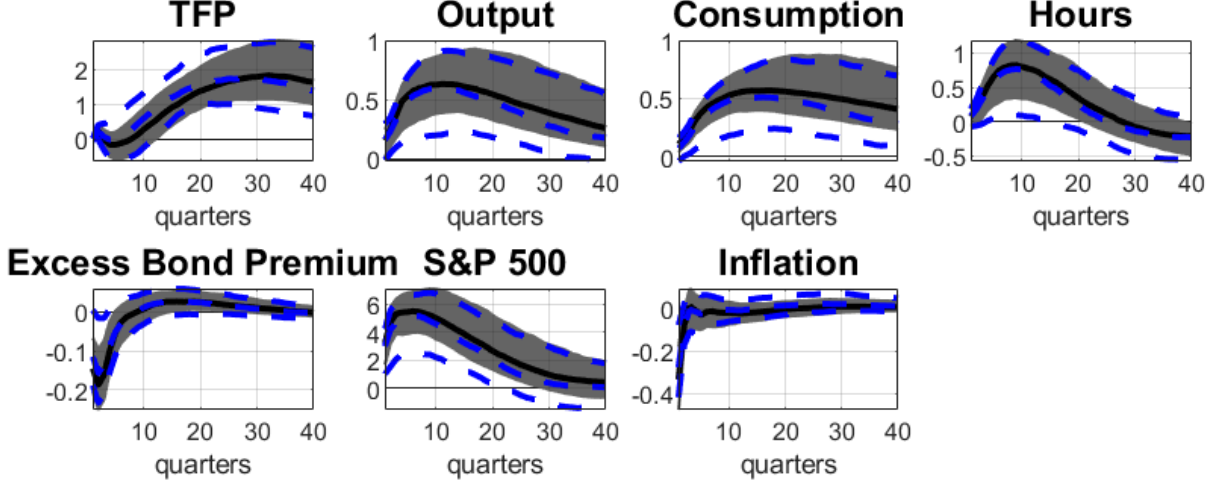 TFP Output Consumption Hours
2 1 0 10 20 30 40 quarters
1 0.5 0 10 20 30 40 quarters
1 0.5 0 10 20 30 40 quarters
1 0.5 0 -0.5 10 20 30 40 quarters
Excess Bond Premium S&P 500 Inflation
0 -0.1 -0.2 10 20 30 40 quarters
6 4 2 0 10 20 30 40 quarters
0 -0.2 -0.4 10 20 30 40 quarters